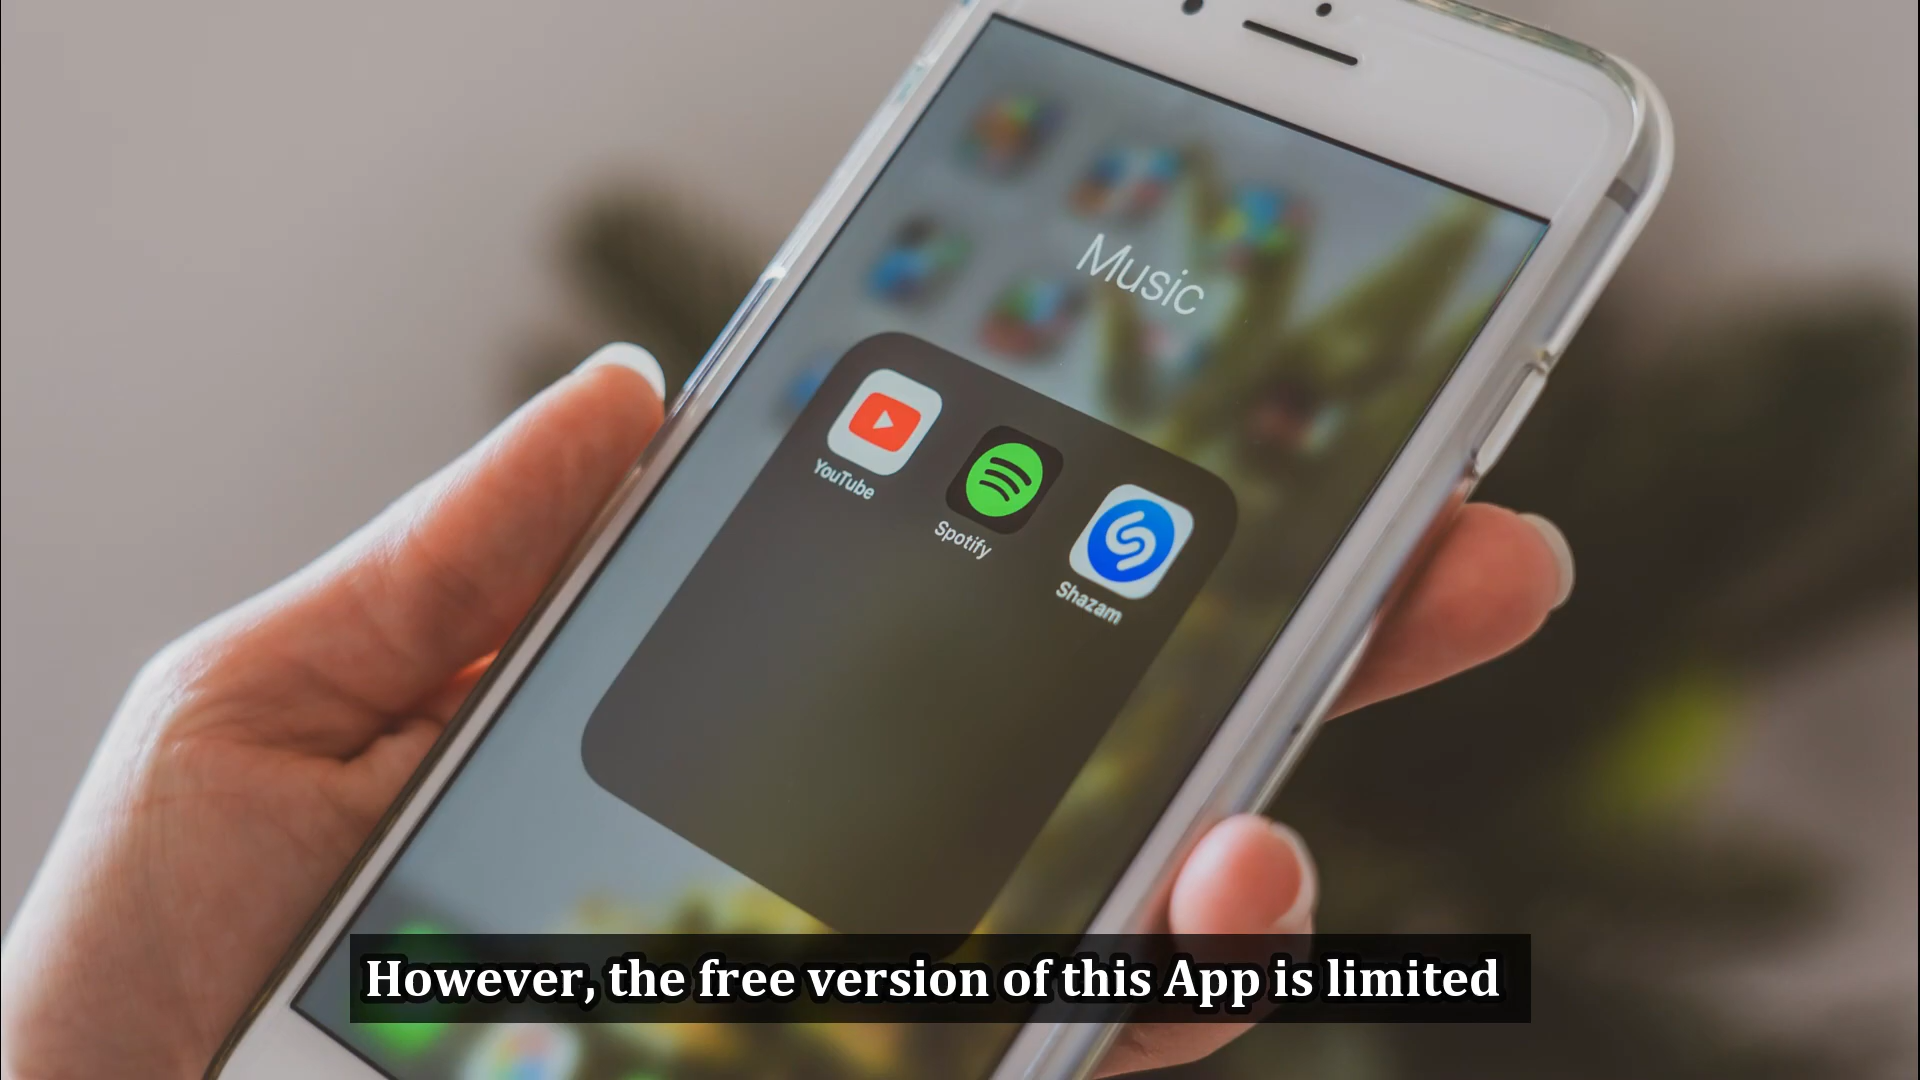 Music
YouTube
Spotify
Shazam
However, the free version of this App is limited